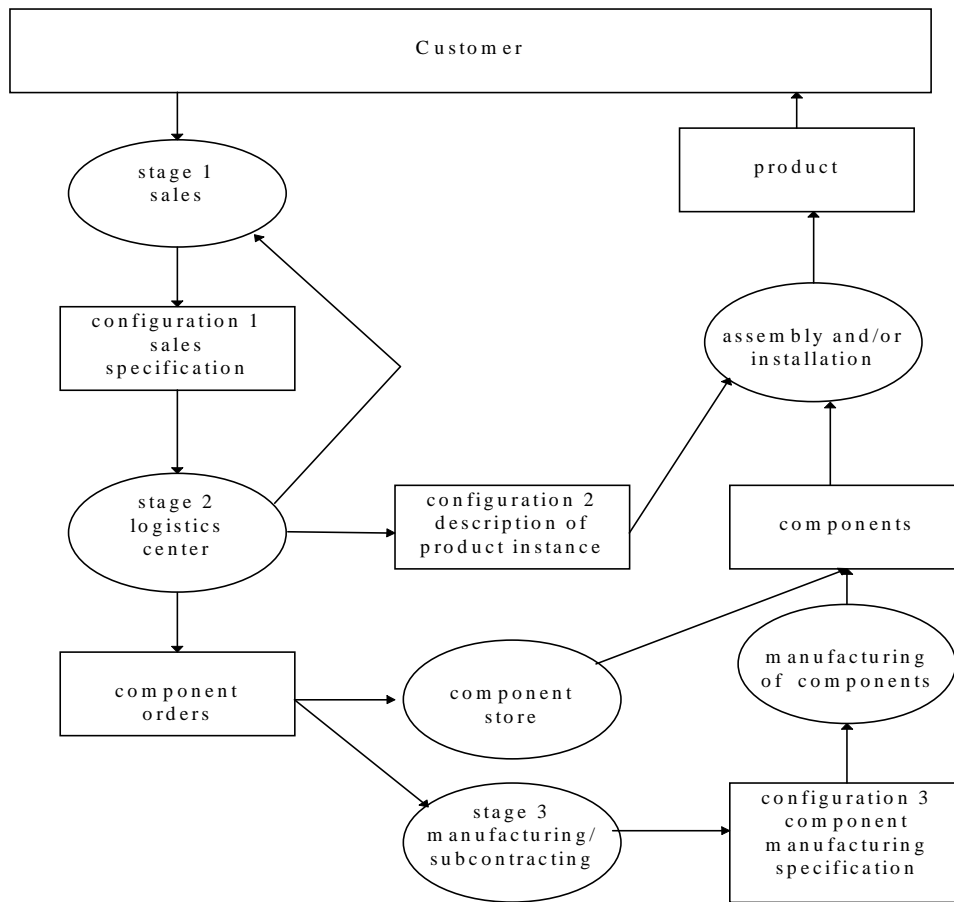 Customer
stage 1
sales
product
configuration 1
sales
specification
assembly and/or
installation
stage 2
logistics
center
configuration 2
description of
product instance
components
component
orders
component
store
manufacturing
of components
stage 3
manufacturing/
subcontracting
configuration 3
component
manufacturing
specification